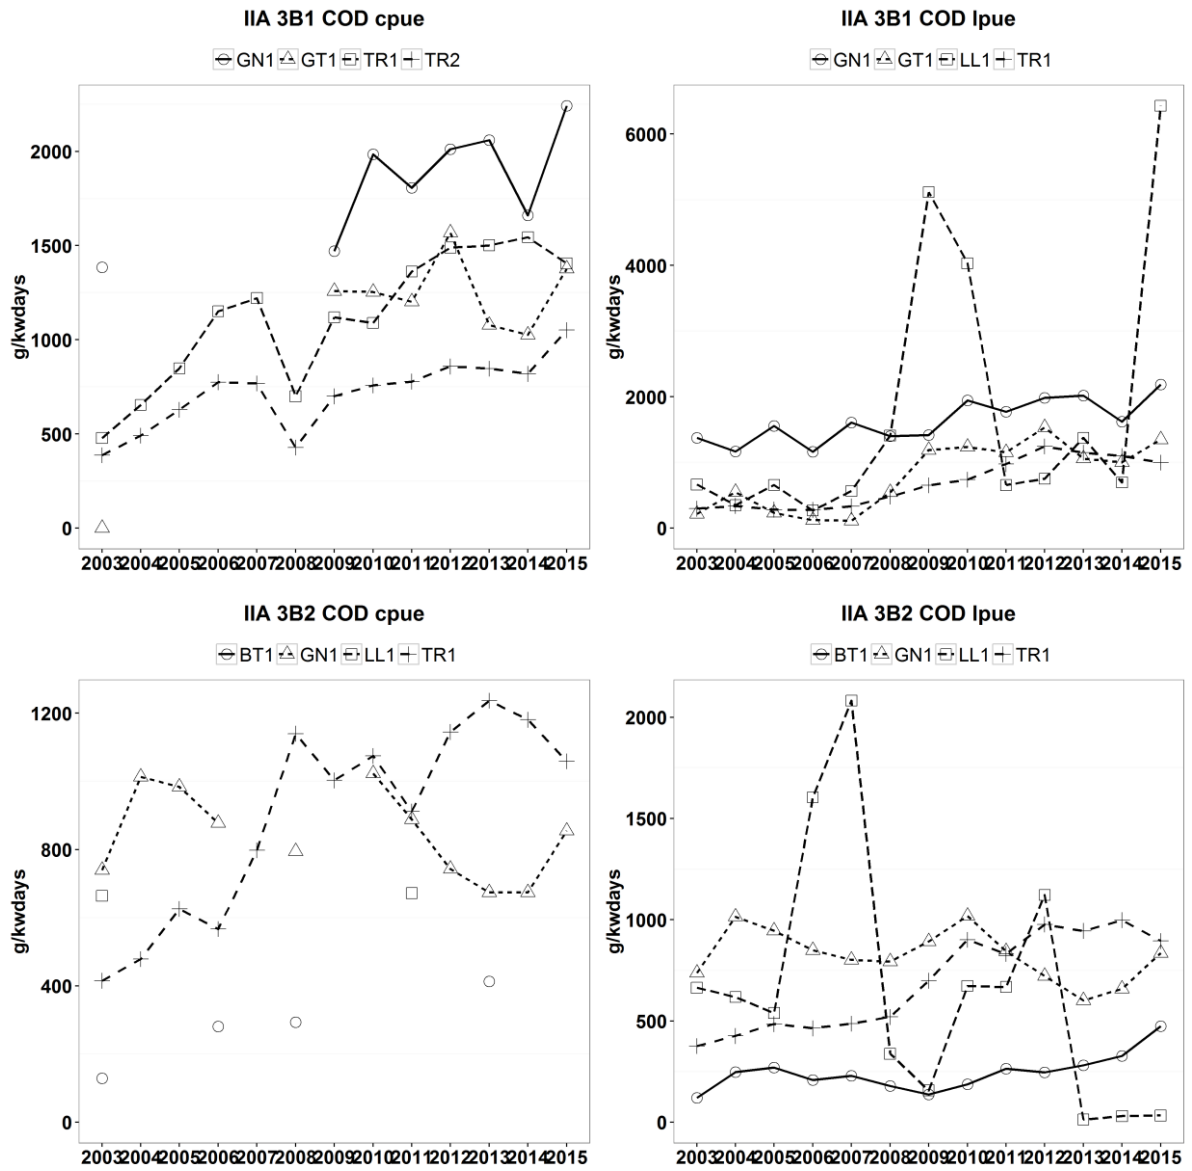 IIA 3B1 COD cpue
GN1 GT1 TR1 TR2
g/kwdays
2000
1500
1000
500
0
2003 2004 2005 2006 2007 2008 2009 2010 2011 2012 2013 2014 2015
IIA 3B1 COD lpue
GN1 GT1 LL1 TR1
g/kwdays
6000
4000
2000
0
2003 2004 2005 2006 2007 2008 2009 2010 2011 2012 2013 2014 2015
IIA 3B2 COD cpue
BT1 GN1 LL1 TR1
g/kwdays
1200
800
400
0
2003 2004 2005 2006 2007 2008 2009 2010 2011 2012 2013 2014 2015
IIA 3B2 COD lpue
BT1 GN1 LL1 TR1
g/kwdays
2000
1500
1000
500
0
2003 2004 2005 2006 2007 2008 2009 2010 2011 2012 2013 2014 2015